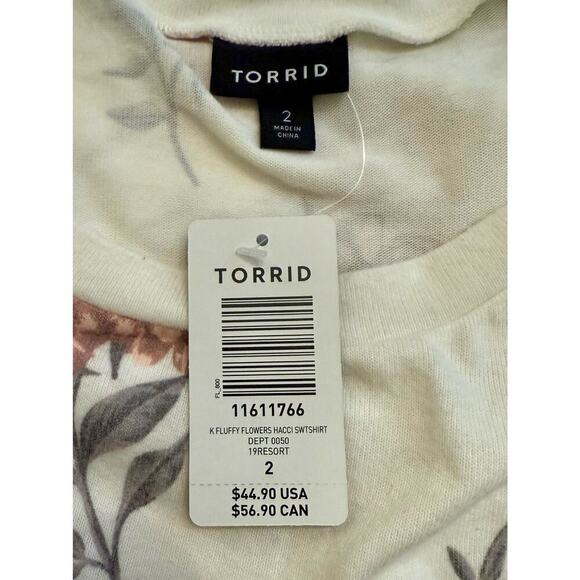 TORRID
2
MADE IN
CHINA
TORRID
FL_800
11611766
K FLUFFY FLOWERS HACCI SWTSHIRT
DEPT 0050
19RESORT
2
$44.90 USA
$56.90 CAN